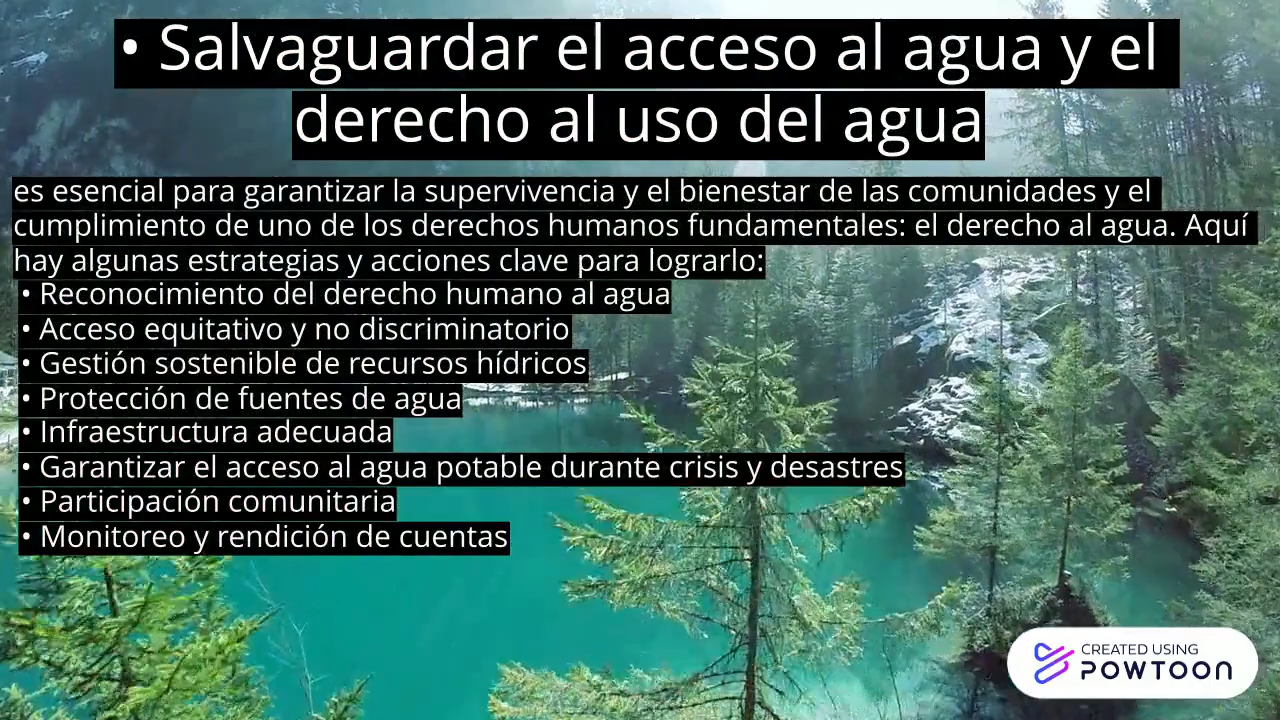 • Salvaguardar el acceso al agua y el
derecho al uso del agua
es esencial para garantizar la supervivencia y el bienestar de las comunidades y el
cumplimiento de uno de los derechos humanos fundamentales: el derecho al agua. Aquí
hay algunas estrategias y acciones clave para lograrlo:
• Reconocimiento del derecho humano al agua
• Acceso equitativo y no discriminatorio
• Gestión sostenible de recursos hídricos
• Protección de fuentes de agua
• Infraestructura adecuada
• Garantizar el acceso al agua potable durante crisis y desastres
• Participación comunitaria
• Monitoreo y rendición de cuentas
CREATED USING
POWTOON